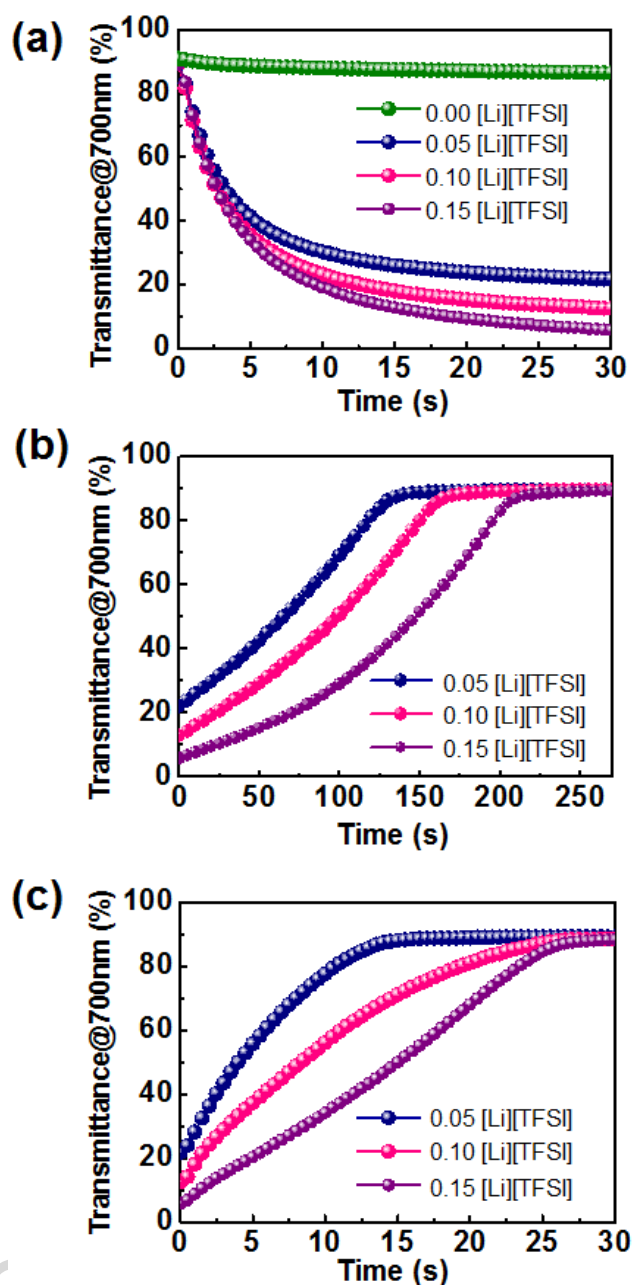 (a)
Transmittance@700nm (%)
100
80
60
40
20
0
0.00 [Li][TFSI]
0.05 [Li][TFSI]
0.10 [Li][TFSI]
0.15 [Li][TFSI]
0 5 10 15 20 25 30
Time (s)
(b)
Transmittance@700nm (%)
100
80
60
40
20
0
0.05 [Li][TFSI]
0.10 [Li][TFSI]
0.15 [Li][TFSI]
0 50 100 150 200 250
Time (s)
(c)
Transmittance@700nm (%)
100
80
60
40
20
0
0.05 [Li][TFSI]
0.10 [Li][TFSI]
0.15 [Li][TFSI]
0 5 10 15 20 25 30
Time (s)